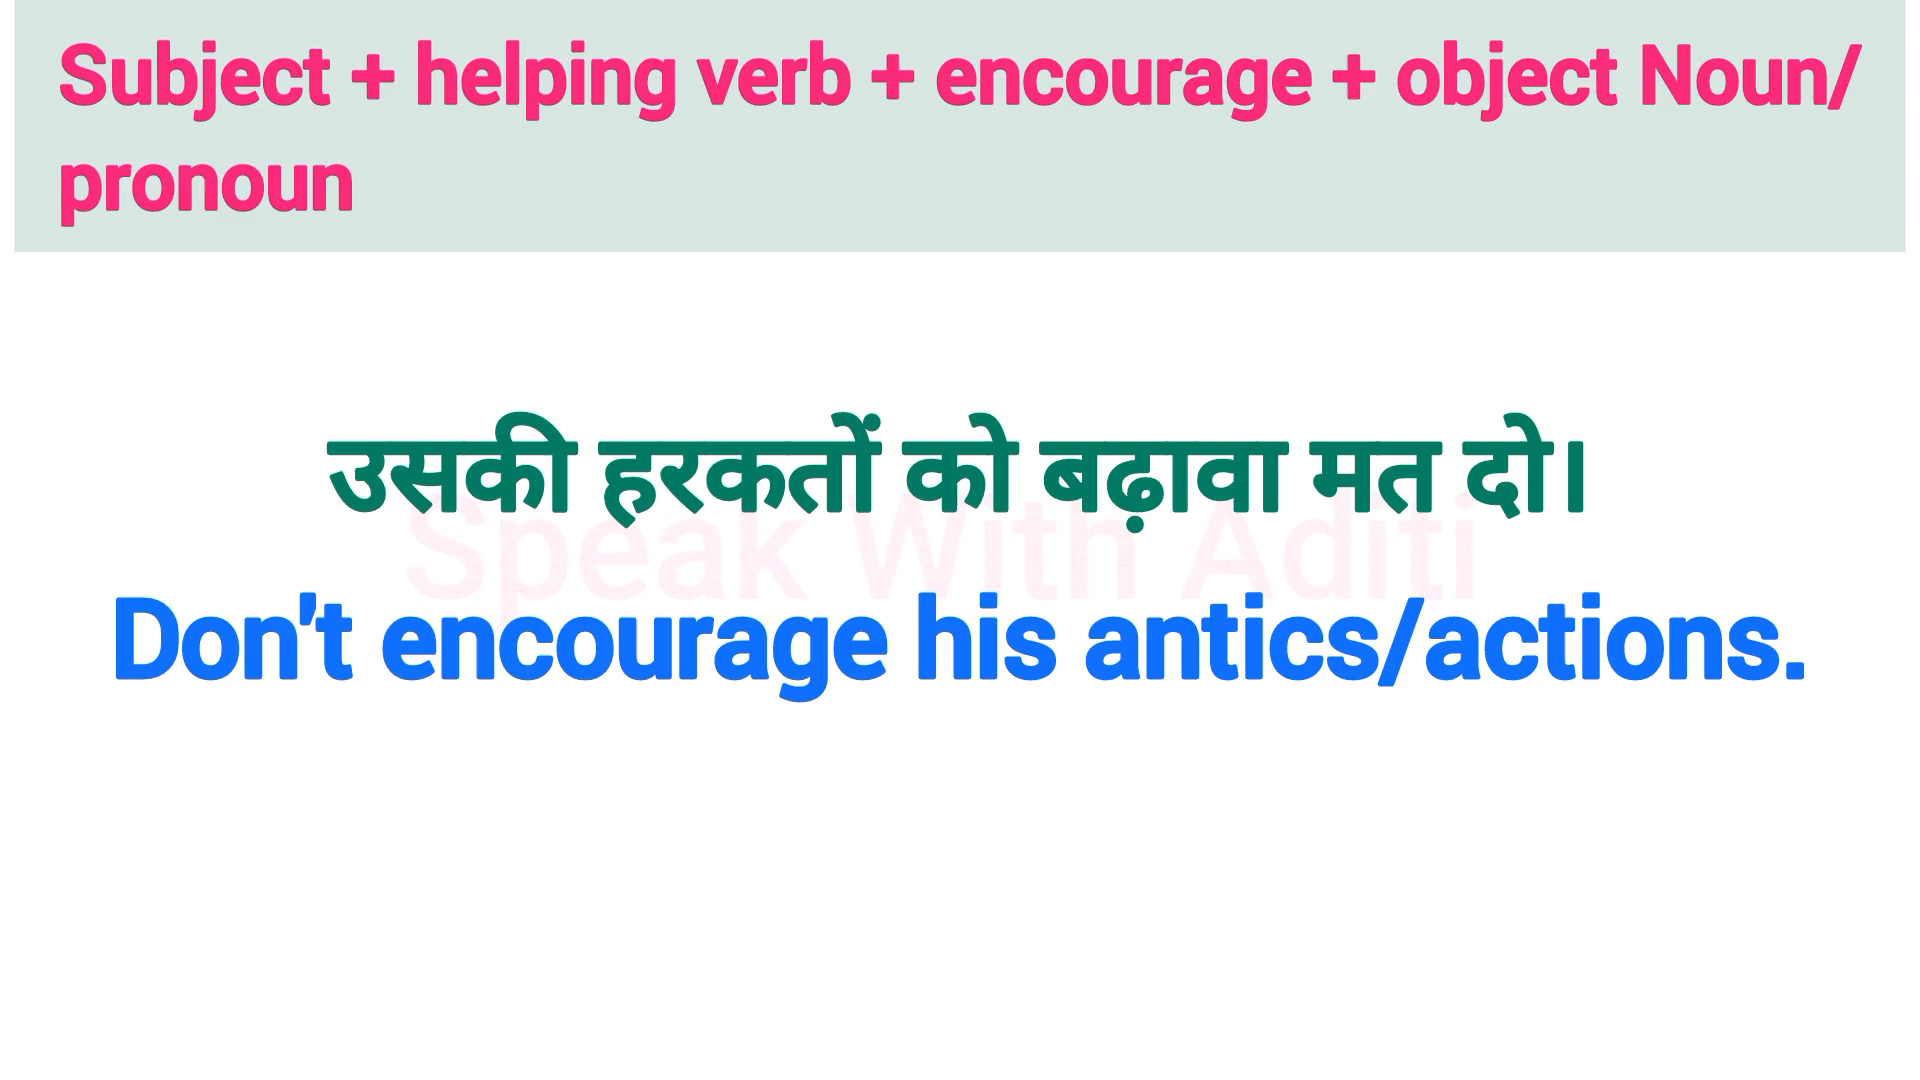 Subject + helping verb + encourage + object Noun/
pronoun
उसकी हरकतों को बढ़ावा मत दो।
Speak With Aditi
Don't encourage his antics/actions.